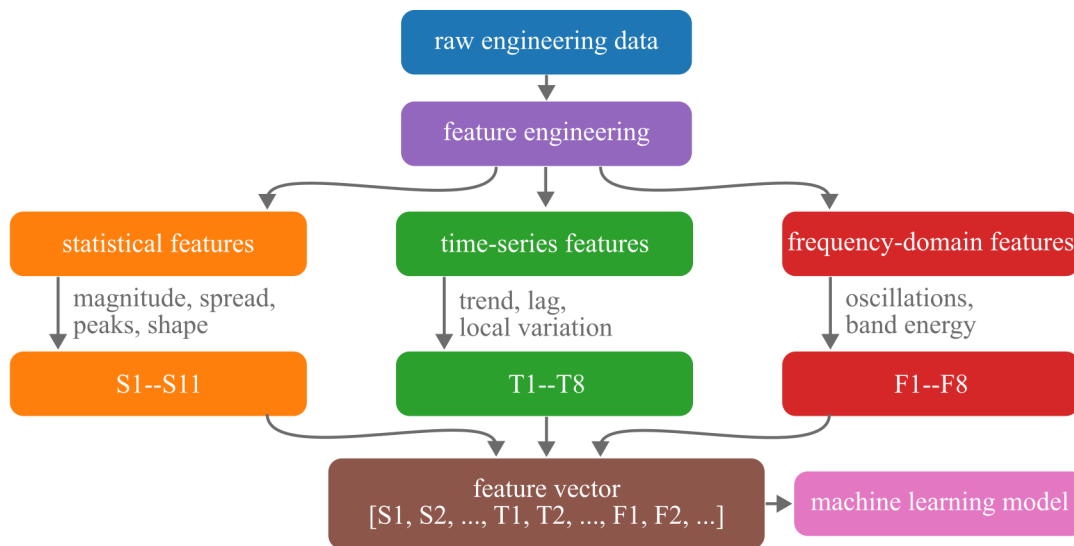 raw engineering data
feature engineering
statistical features
time-series features
frequency-domain features
magnitude, spread,
peaks, shape
trend, lag,
local variation
oscillations,
band energy
S1--S11
T1--T8
F1--F8
feature vector
[S1, S2, ..., T1, T2, ..., F1, F2, ...]
machine learning model